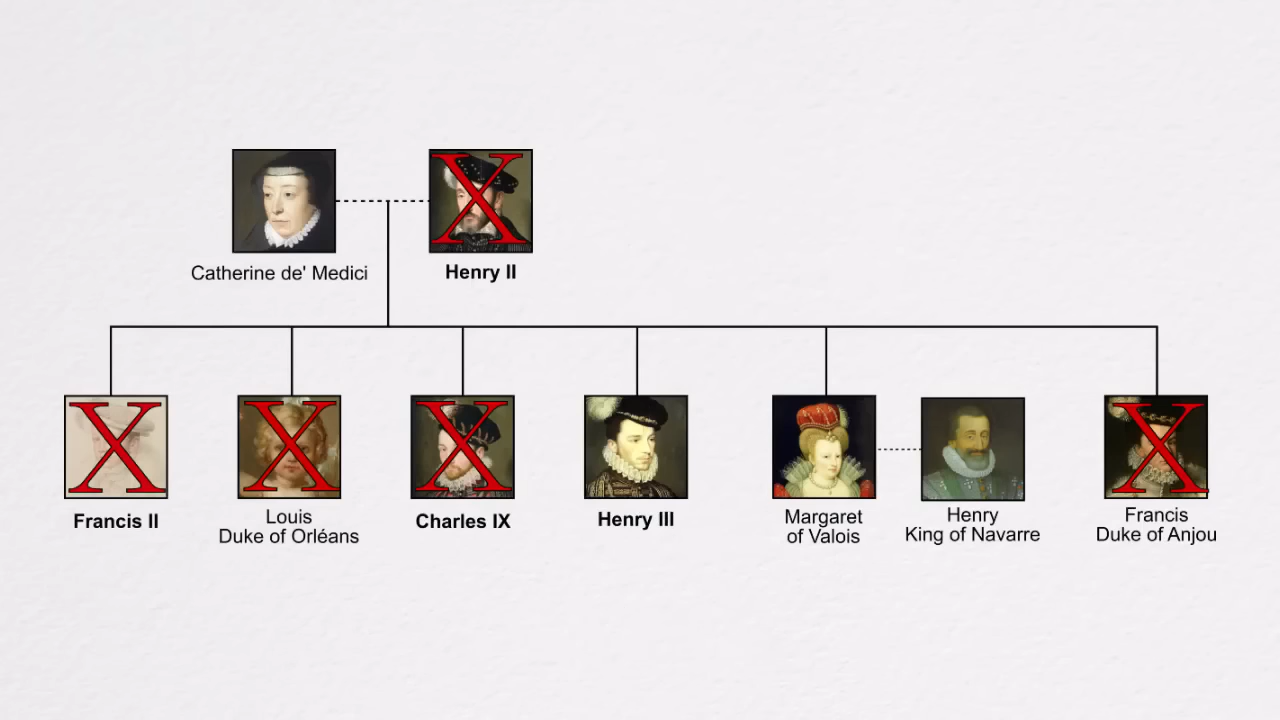 Catherine de' Medici
Henry II
Francis II
Louis
Duke of Orléans
Charles IX
Henry III
Margaret
of Valois
Henry
King of Navarre
Francis
Duke of Anjou